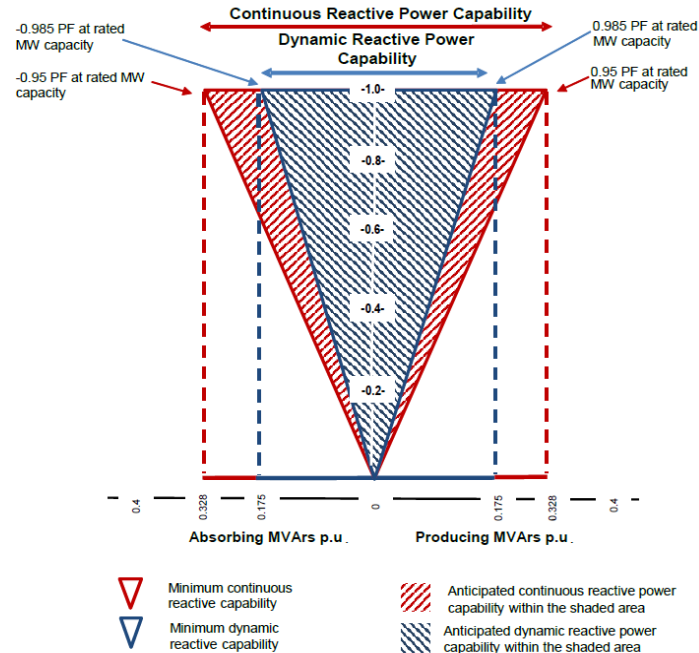 Continuous Reactive Power Capability
-0.985 PF at rated
MW capacity
0.985 PF at rated
MW capacity
Dynamic Reactive Power
Capability
-0.95 PF at rated MW
capacity
0.95 PF at rated
MW capacity
-1.0-
-0.8-
-0.6-
-0.4-
-0.2-
0.4
0.328
0.175
0
0.175
0.328
0.4
Absorbing MVArs p.u.
Producing MVArs p.u.
Minimum continuous
reactive capability
Anticipated continuous reactive power
capability within the shaded area
Minimum dynamic
reactive capability
Anticipated dynamic reactive power
capability within the shaded area